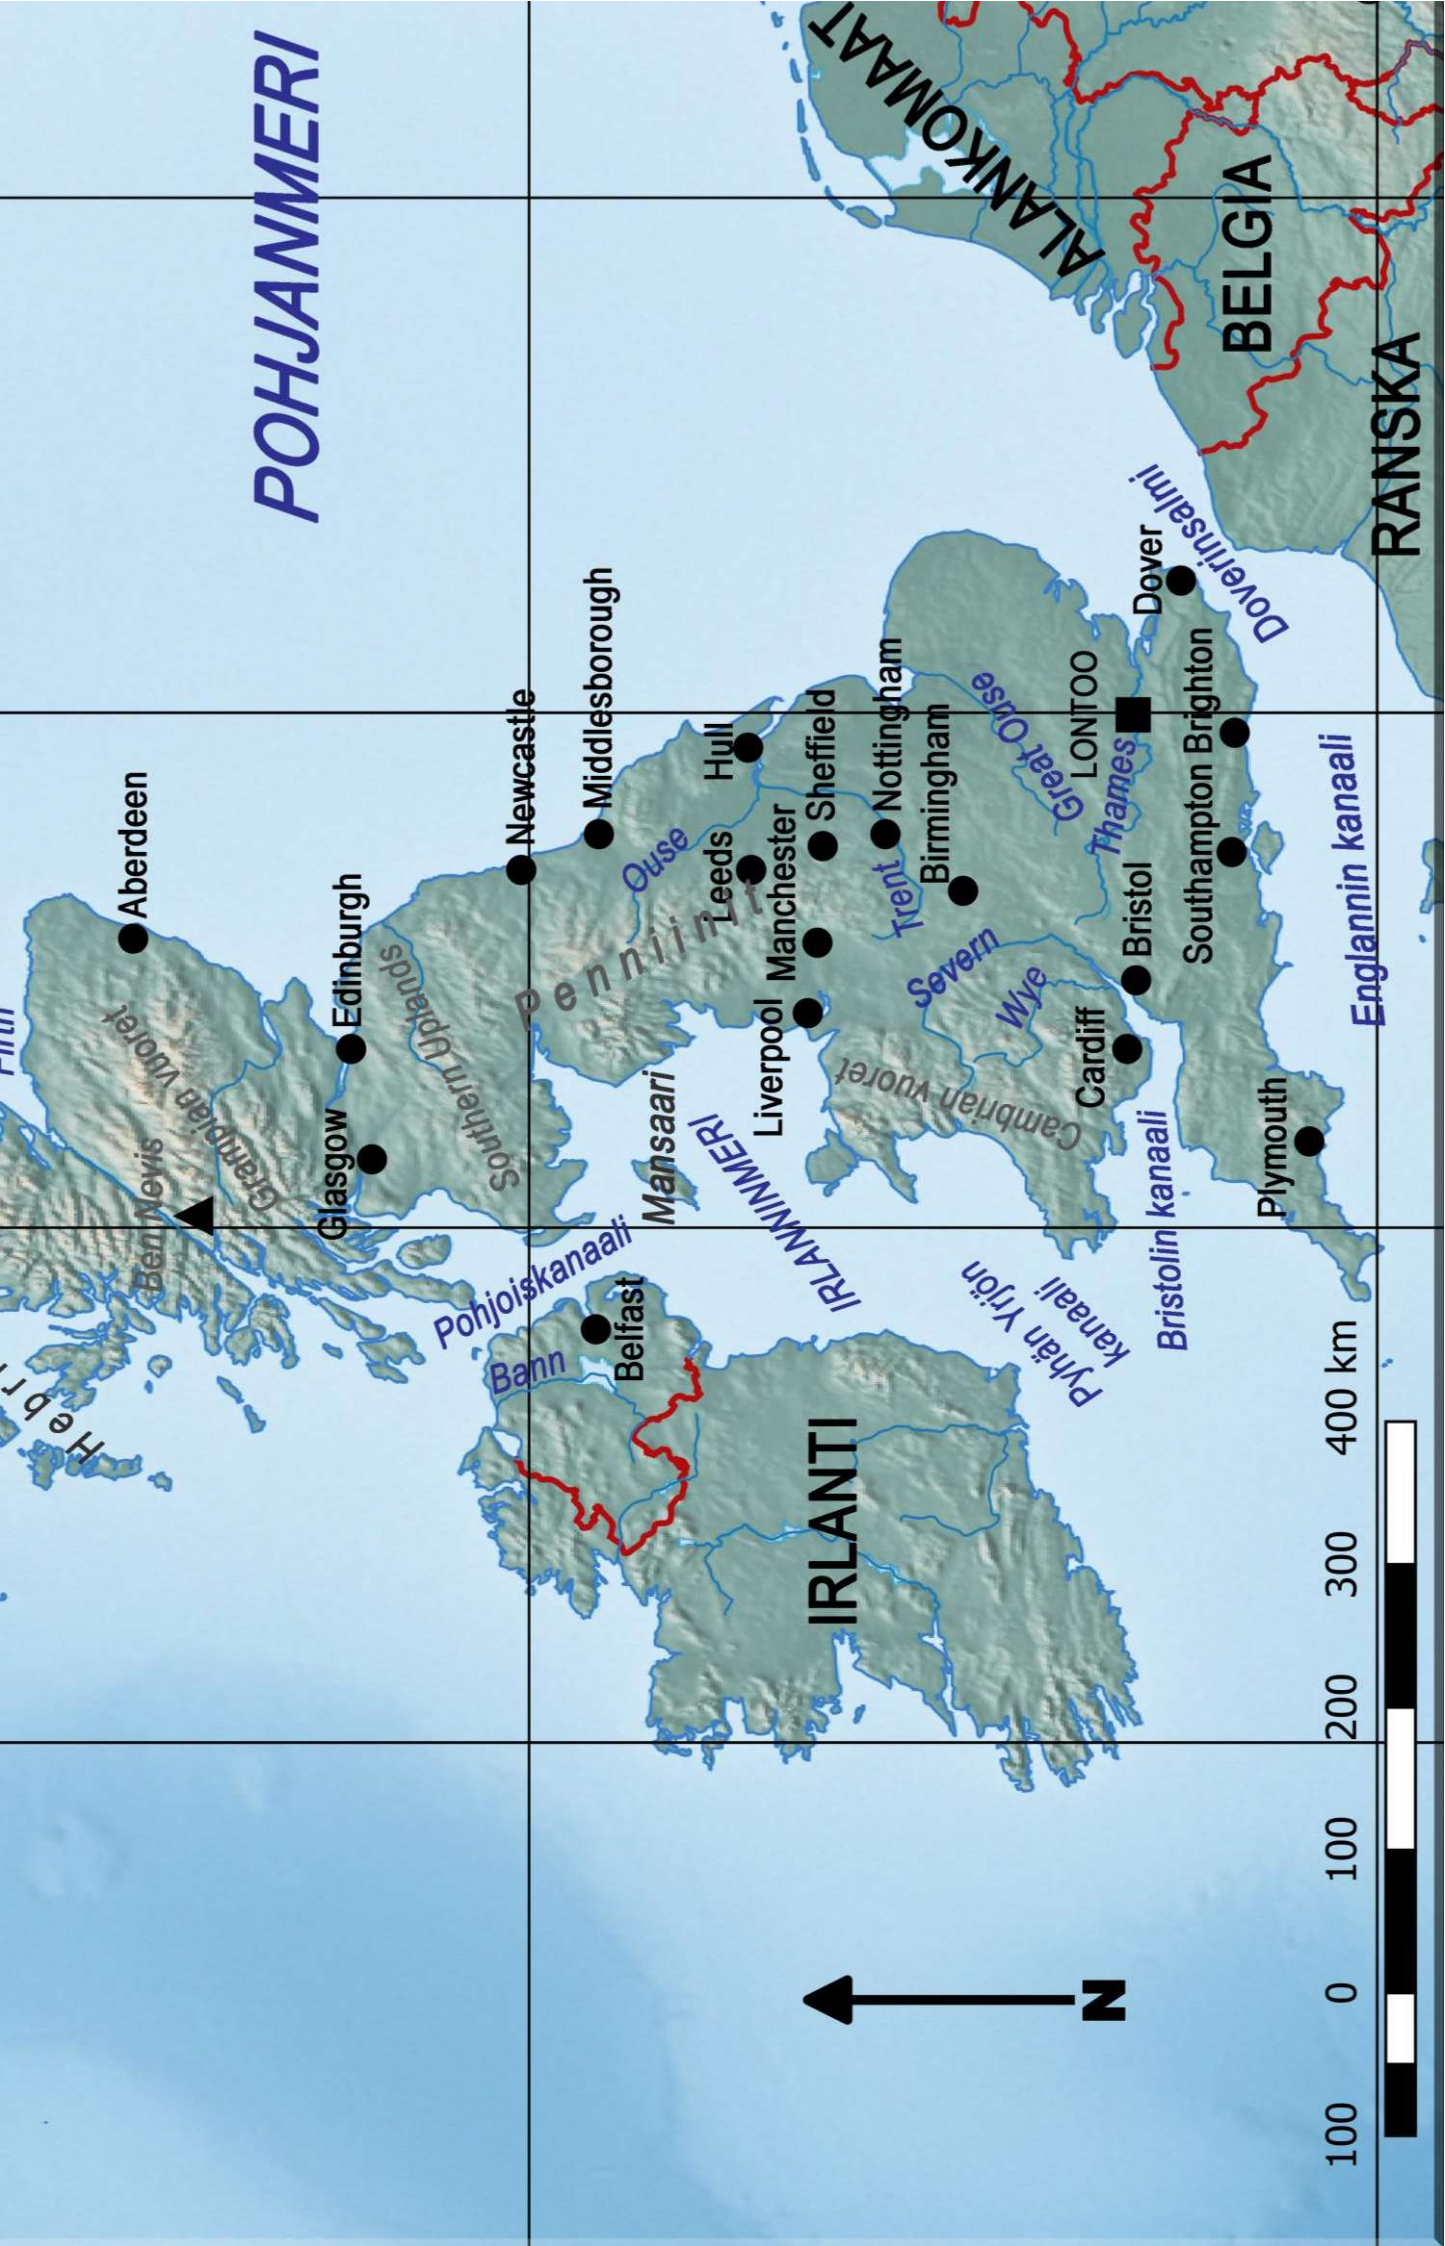 POHJANMERI
ALANKOMAAT
BELGIA
RANSKA
Aberdeen
Grampian vuoret
Ben Nevis
Edinburgh
Glasgow
Southern Uplands
Newcastle
Middlesborough
Ouse
Penniinit
Leeds
Hull
Manchester
Sheffield
Liverpool
Nottingham
Trent
Birmingham
Great Ouse
Severn
Wye
Cambrian vuoret
Cardiff
Bristol
LONTOO
Thames
Dover
Doverinsalmi
Brighton
Southampton
Plymouth
Englannin kanaali
Bristolin kanaali
Pyhän Yrjön
kanaali
IRLANNINMERI
Mansaari
Pohjoiskanaali
Belfast
Bann
IRLANTI
N
100 0 100 200 300 400 km